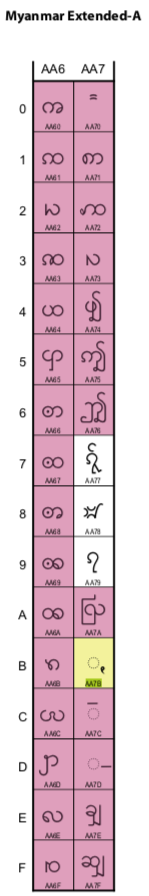 Myanmar Extended-A
AA6 AA7
0 ꩠ ꩰ
AA60 AA70
1 ꩡ ꩱ
AA61 AA71
2 ꩢ ꩲ
AA62 AA72
3 ꩣ ꩳ
AA63 AA73
4 ꩤ ꩴ
AA64 AA74
5 ꩥ ꩵ
AA65 AA75
6 ꩦ ꩶ
AA66 AA76
7 ꩧ ꩷
AA67 AA77
8 ꩨ ꩸
AA68 AA78
9 ꩩ ꩹
AA69 AA79
A ꩪ ꩺ
AA6A AA7A
B ꩫ ◌ꩻ
AA6B AA7B
C ꩬ ◌ꩼ
AA6C AA7C
D ꩭ ◌ꩽ
AA6D AA7D
E ꩮ ꩾ
AA6E AA7E
F ꩯ ꩿ
AA6F AA7F